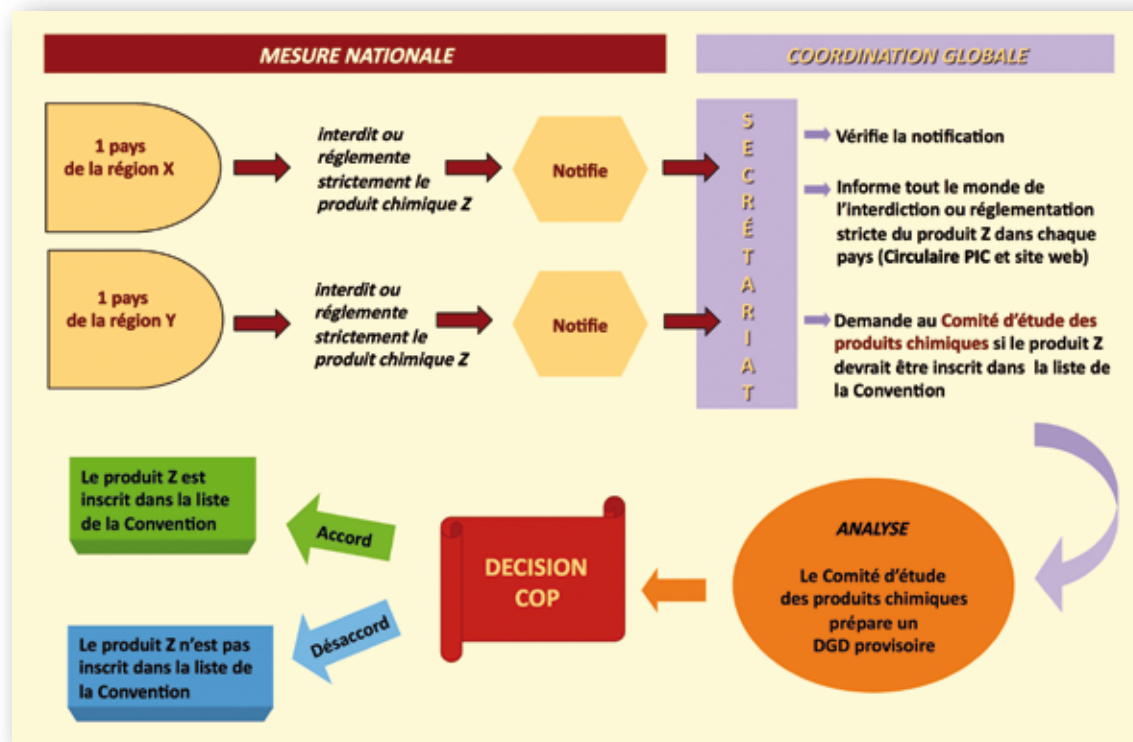 MESURE NATIONALE
COORDINATION GLOBALE
1 pays
de la région X
interdit ou
réglemente
strictement le
produit chimique Z
Notifie
1 pays
de la région Y
interdit ou
réglemente
strictement le
produit chimique Z
Notifie
SECRÉTARIAT
Vérifie la notification
Informe tout le monde de
l'interdiction ou réglementation
stricte du produit Z dans chaque
pays (Circulaire PIC et site web)
Demande au Comité d'étude des
produits chimiques si le produit Z
devrait être inscrit dans la liste de
la Convention
ANALYSE
Le Comité d'étude
des produits chimiques
prépare un
DGD provisoire
DECISION
COP
Accord
Le produit Z est
inscrit dans la liste
de la Convention
Désaccord
Le produit Z n'est pas
inscrit dans la liste de
la Convention